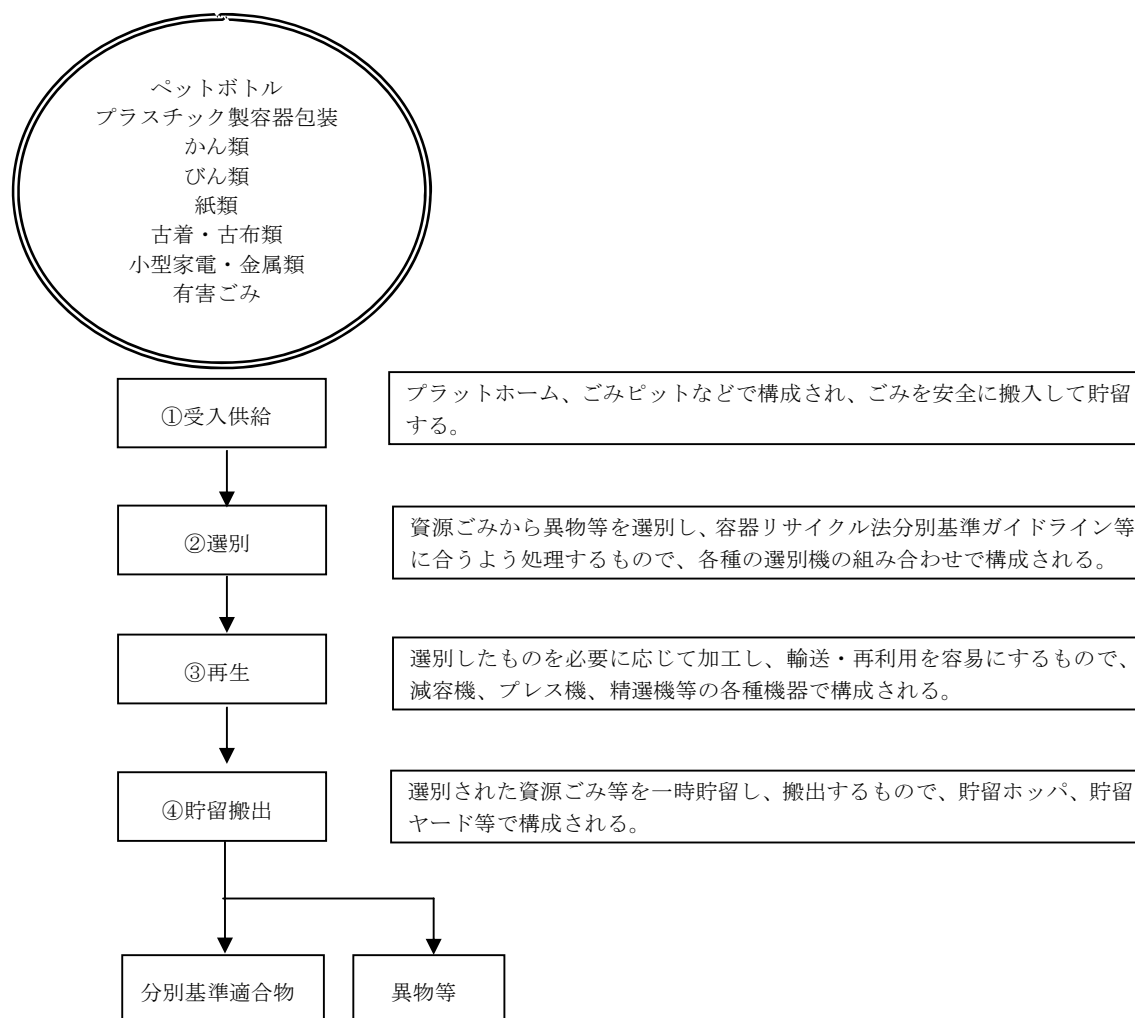 ペットボトル
プラスチック製容器包装
かん類
びん類
紙類
古着・古布類
小型家電・金属類
有害ごみ
①受入供給
プラットホーム、ごみピットなどで構成され、ごみを安全に搬入して貯留
する。
②選別
資源ごみから異物等を選別し、容器リサイクル法分別基準ガイドライン等
に合うよう処理するもので、各種の選別機の組み合わせで構成される。
③再生
選別したものを必要に応じて加工し、輸送・再利用を容易にするもので、
減容機、プレス機、精選機等の各種機器で構成される。
④貯留搬出
選別された資源ごみ等を一時貯留し、搬出するもので、貯留ホッパ、貯留
ヤード等で構成される。
分別基準適合物
異物等